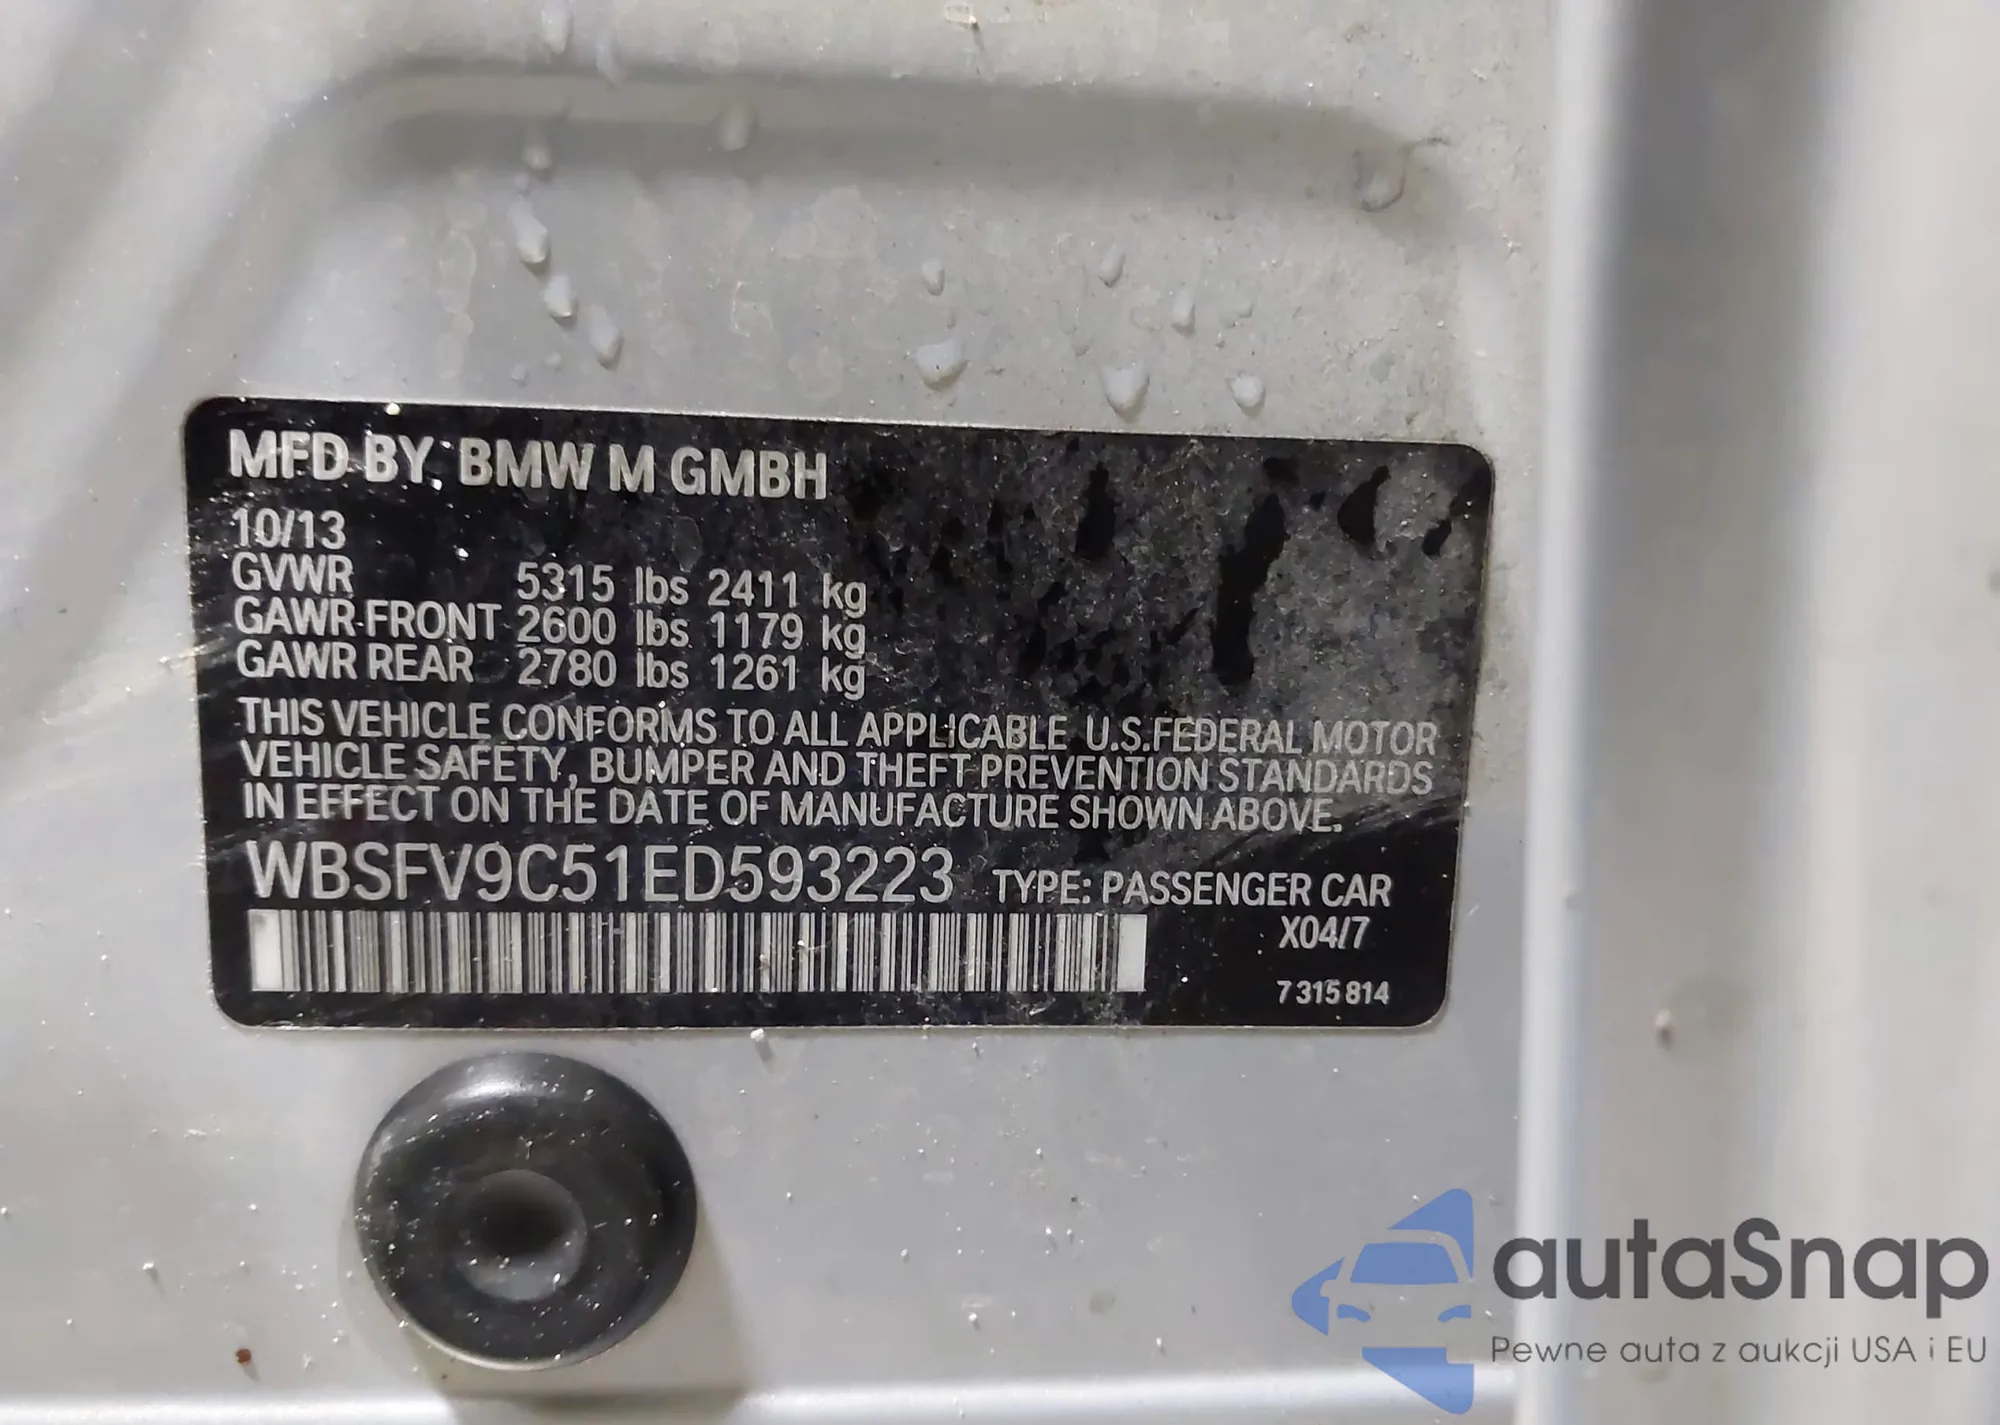 MFD BY BMW M GMBH
10/13
GVWR 5315 lbs 2411 kg
GAWR FRONT 2600 lbs 1179 kg
GAWR REAR 2780 lbs 1261 kg
THIS VEHICLE CONFORMS TO ALL APPLICABLE U.S.FEDERAL MOTOR
VEHICLE SAFETY, BUMPER AND THEFT PREVENTION STANDARDS
IN EFFECT ON THE DATE OF MANUFACTURE SHOWN ABOVE.
WBSFV9C51ED593223 TYPE: PASSENGER CAR
X04/7
7 315 814
autaSnap
Pewne auta z aukcji USA i EU